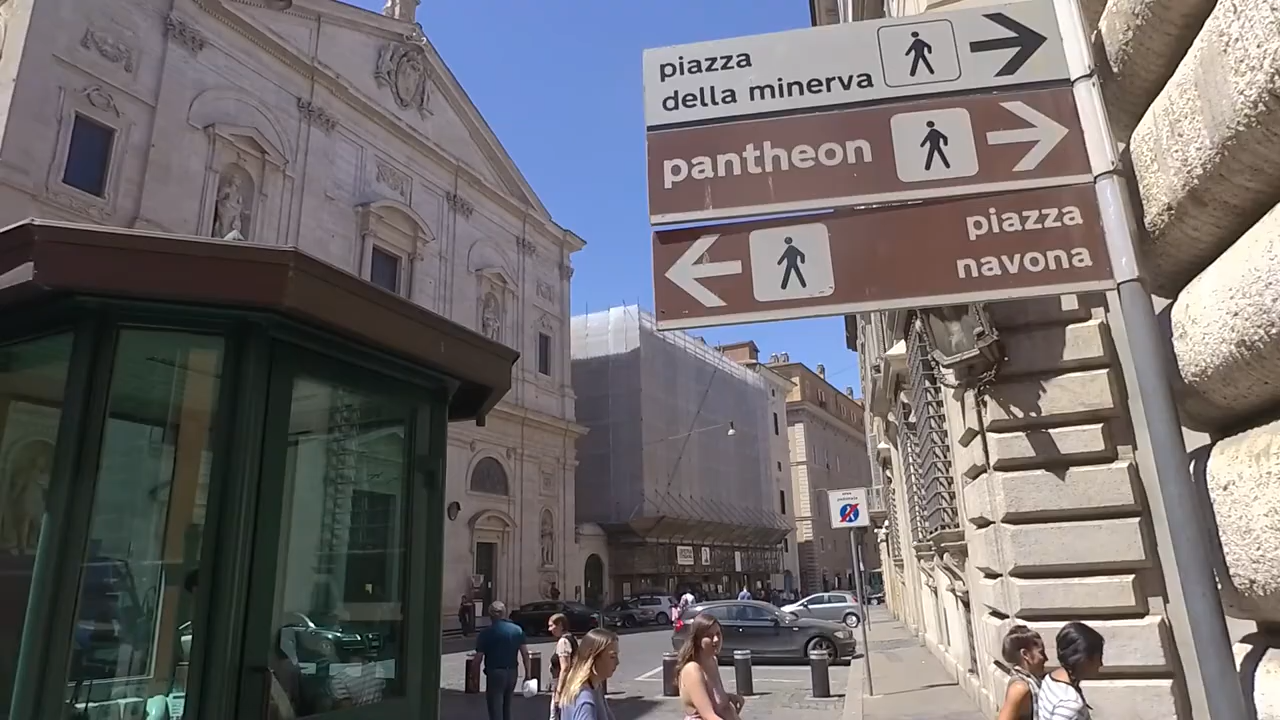 piazza
della minerva
pantheon
piazza
navona